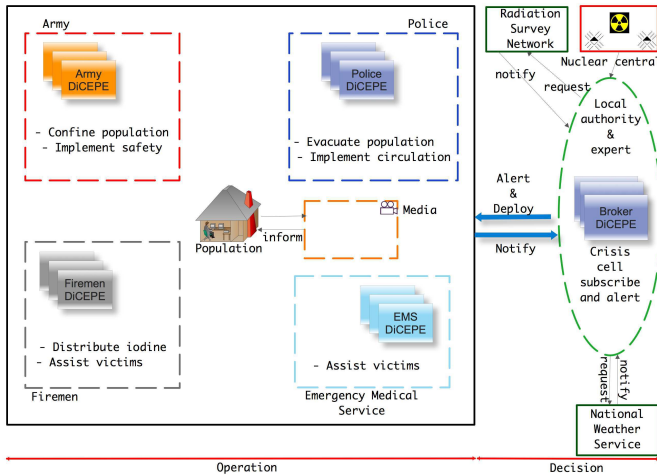 Army
Army
DiCEPE
- Confine population
- Implement safety
Police
Police
DiCEPE
- Evacuate population
- Implement circulation
Population
inform
Media
Firemen
DiCEPE
- Distribute iodine
- Assist victims
Firemen
EMS
DiCEPE
- Assist victims
Emergency Medical
Service
Radiation
Survey
Network
Nuclear central
notify
request
Local
authority
&
expert
Alert
&
Deploy
Notify
Broker
DiCEPE
Crisis
cell
subscribe
and alert
request
notify
National
Weather
Service
Operation
Decision